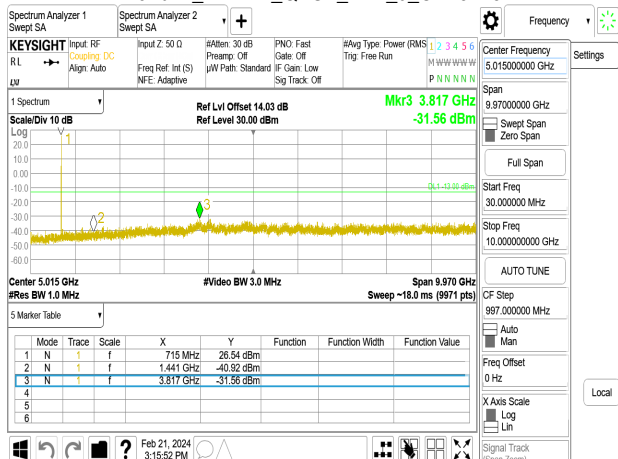 Spectrum Analyzer 1
Swept SA
Spectrum Analyzer 2
Swept SA
Frequency
KEYSIGHT
RL
Input: RF
Coupling: DC
Align: Auto
Input Z: 50 Ω
Freq Ref: Int (S)
NFE: Adaptive
#Atten: 30 dB
Preamp: Off
µW Path: Standard
PNO: Fast
Gate: Off
IF Gain: Low
Sig Track: Off
#Avg Type: Power (RMS
Trig: Free Run
1 2 3 4 5 6
M W W W W W
P N N N N N
Center Frequency
5.015000000 GHz
Settings
1 Spectrum
Scale/Div 10 dB
Ref Lvl Offset 14.03 dB
Ref Level 30.00 dBm
Mkr3 3.817 GHz
-31.56 dBm
Log
20.0
10.0
0.00
-10.0
-20.0
-30.0
-40.0
-50.0
-60.0
1
2
3
DL1 -13.00 dBm
Center 5.015 GHz
#Res BW 1.0 MHz
#Video BW 3.0 MHz
Span 9.970 GHz
Sweep ~18.0 ms (9971 pts)
Span
9.97000000 GHz
Swept Span
Zero Span
Full Span
Start Freq
30.000000 MHz
Stop Freq
10.000000000 GHz
AUTO TUNE
CF Step
997.000000 MHz
Auto
Man
Freq Offset
0 Hz
X Axis Scale
Log
Lin
Signal Track
Local
5 Marker Table
Mode Trace Scale X Y Function Function Width Function Value
1 N 1 f 715 MHz 26.54 dBm
2 N 1 f 1.441 GHz -40.92 dBm
3 N 1 f 3.817 GHz -31.56 dBm
4
5
6
?
Feb 21, 2024
3:15:52 PM